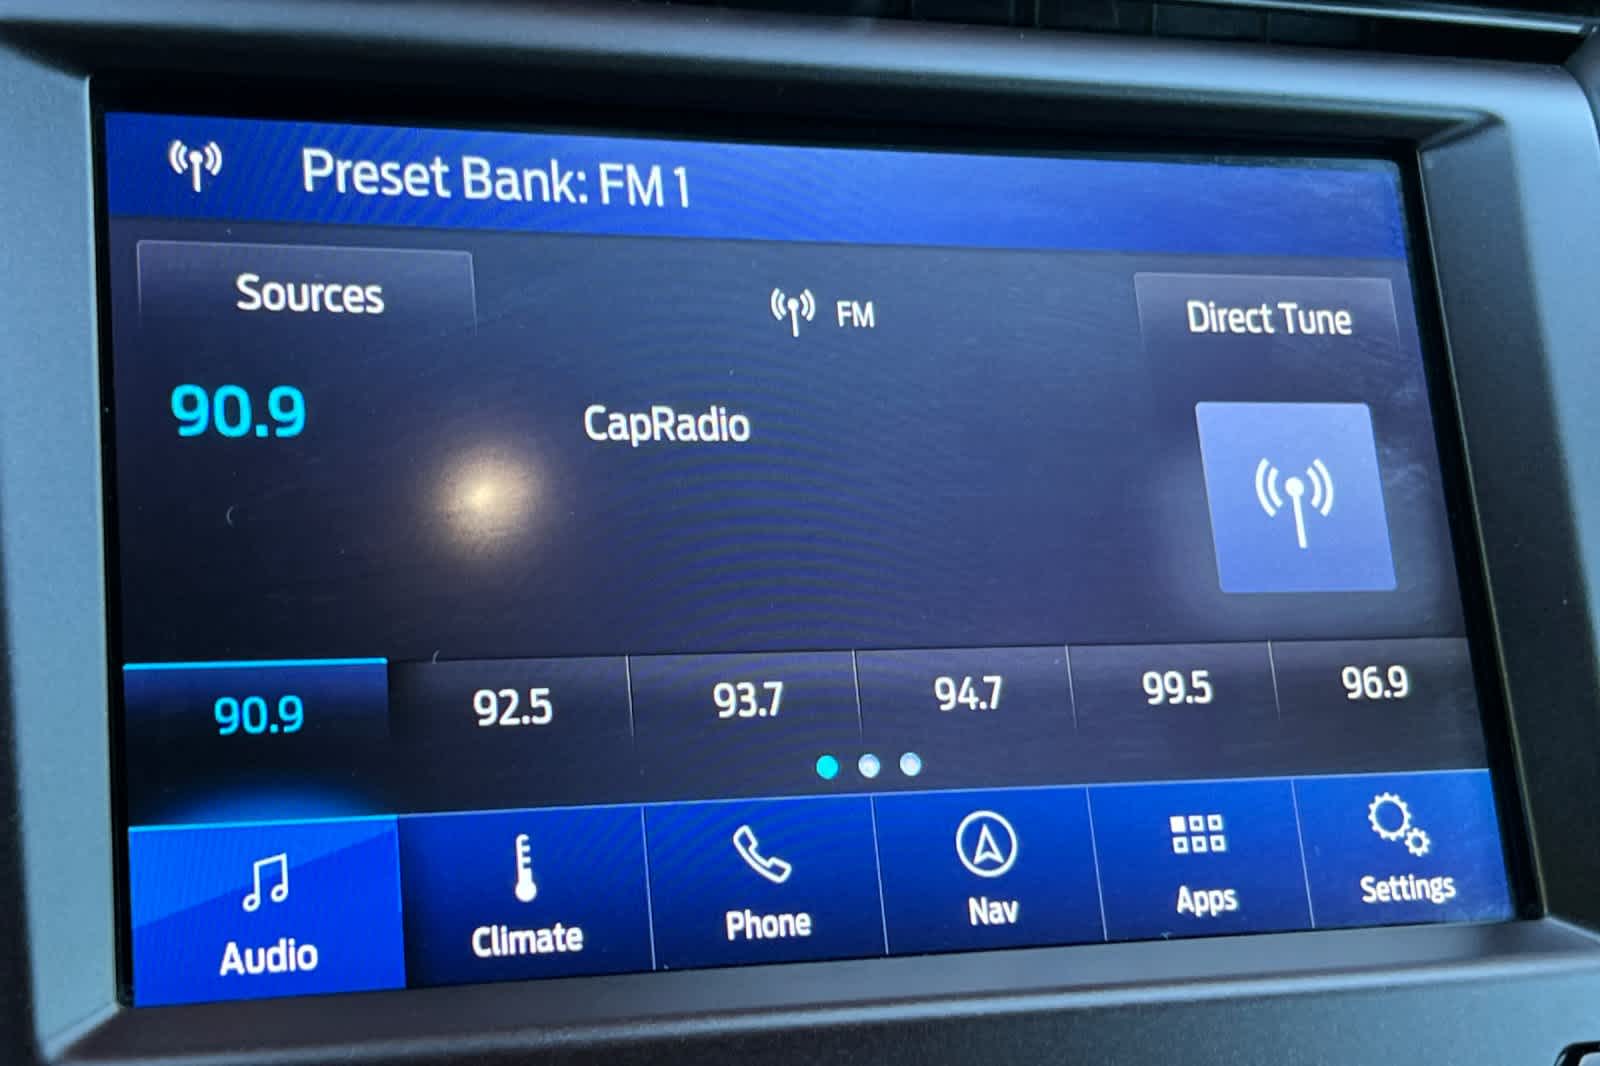 Preset Bank: FM 1
Sources
FM
Direct Tune
90.9
CapRadio
90.9
92.5
93.7
94.7
99.5
96.9
Audio
Climate
Phone
Nav
Apps
Settings